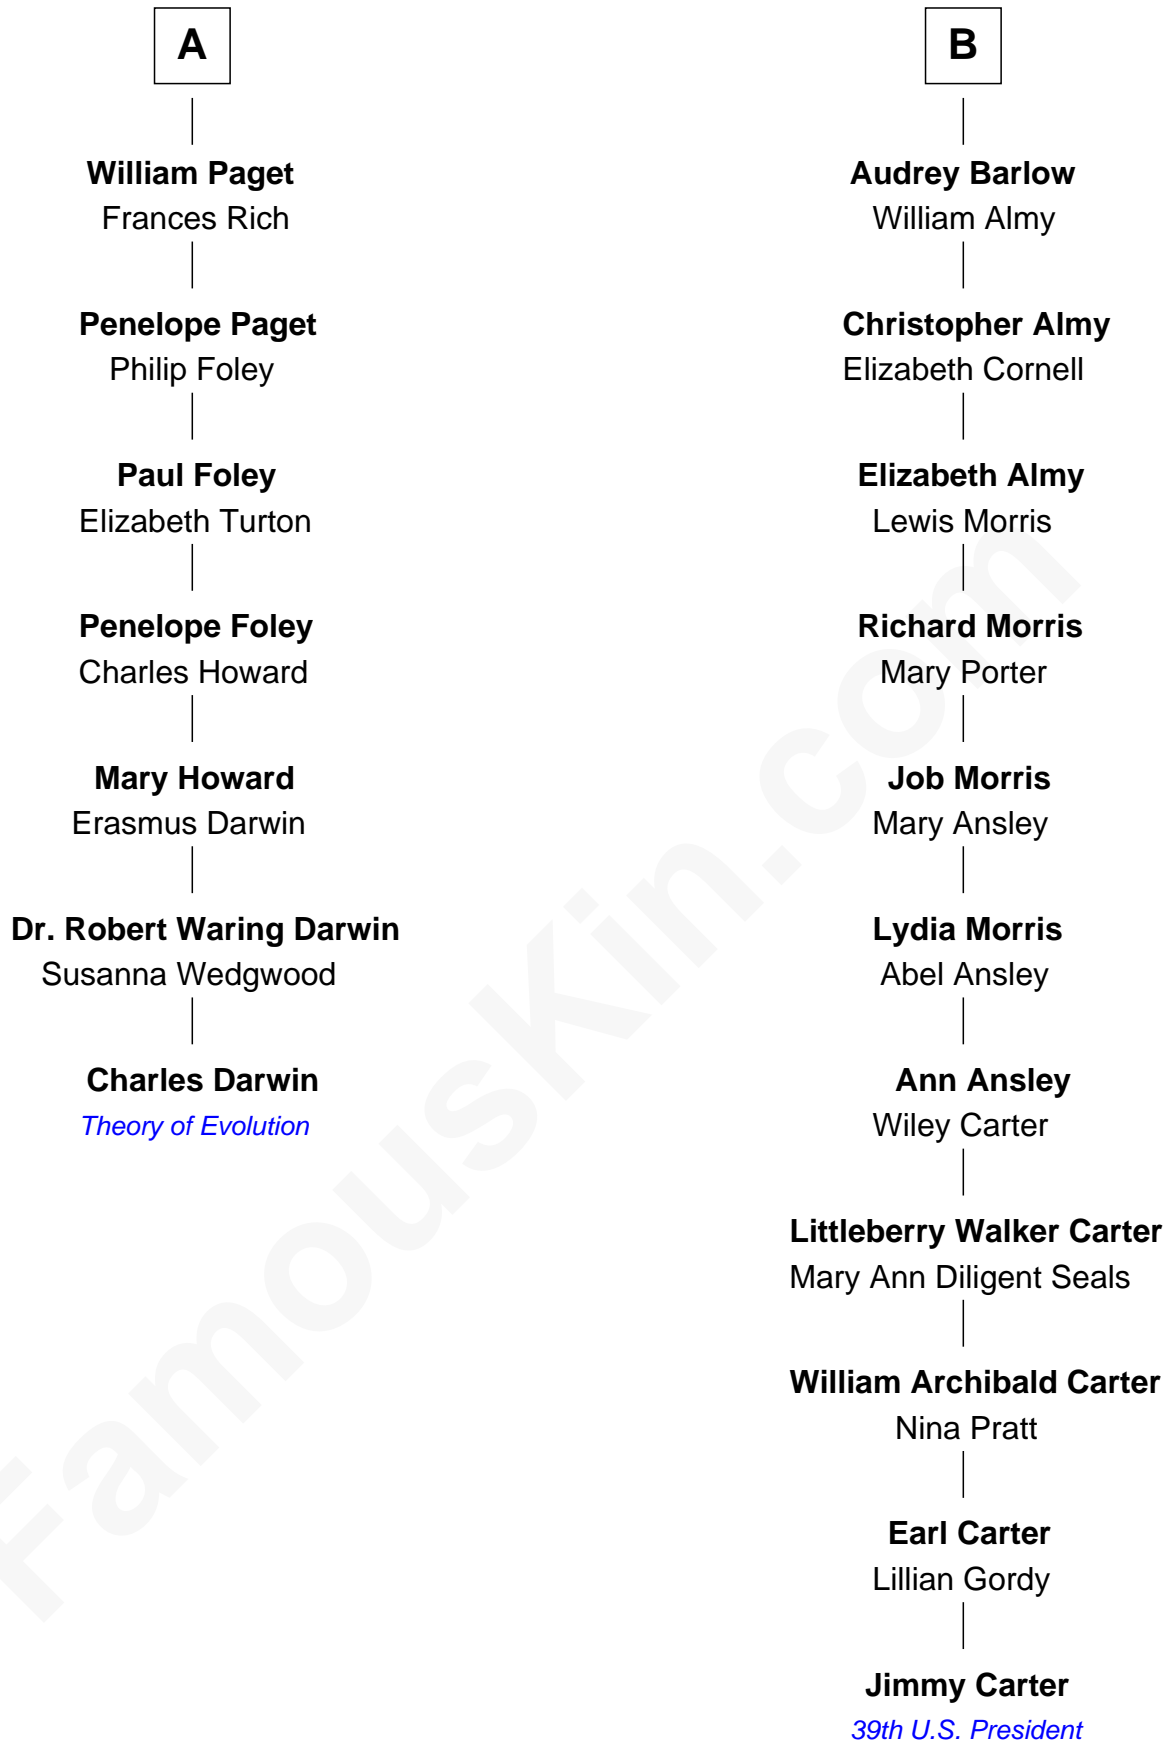 A
William Paget
Frances Rich
Penelope Paget
Philip Foley
Paul Foley
Elizabeth Turton
Penelope Foley
Charles Howard
Mary Howard
Erasmus Darwin
Dr. Robert Waring Darwin
Susanna Wedgwood
Charles Darwin
Theory of Evolution
B
Audrey Barlow
William Almy
Christopher Almy
Elizabeth Cornell
Elizabeth Almy
Lewis Morris
Richard Morris
Mary Porter
Job Morris
Mary Ansley
Lydia Morris
Abel Ansley
Ann Ansley
Wiley Carter
Littleberry Walker Carter
Mary Ann Diligent Seals
William Archibald Carter
Nina Pratt
Earl Carter
Lillian Gordy
Jimmy Carter
39th U.S. President
FamousKin.com